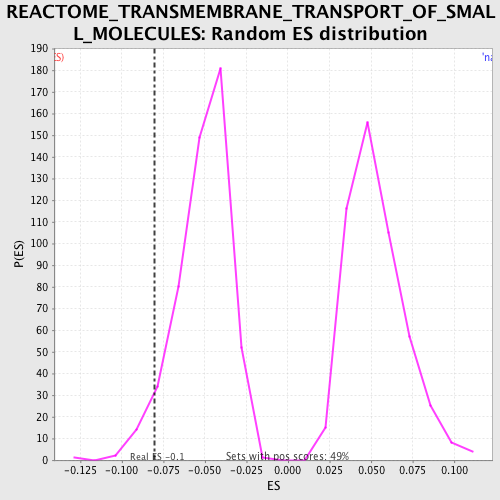 REACTOME_TRANSMEMBRANE_TRANSPORT_OF_SMAL
L_MOLECULES: Random ES distribution
190
180
170
160
150
140
130
120
110
100
90
80
70
60
50
40
30
20
10
0
P(ES)
ES)
'na
Real ES -0.1
Sets with pos scores: 49%
-0.125 -0.100 -0.075 -0.050 -0.025 0.000 0.025 0.050 0.075 0.100
ES